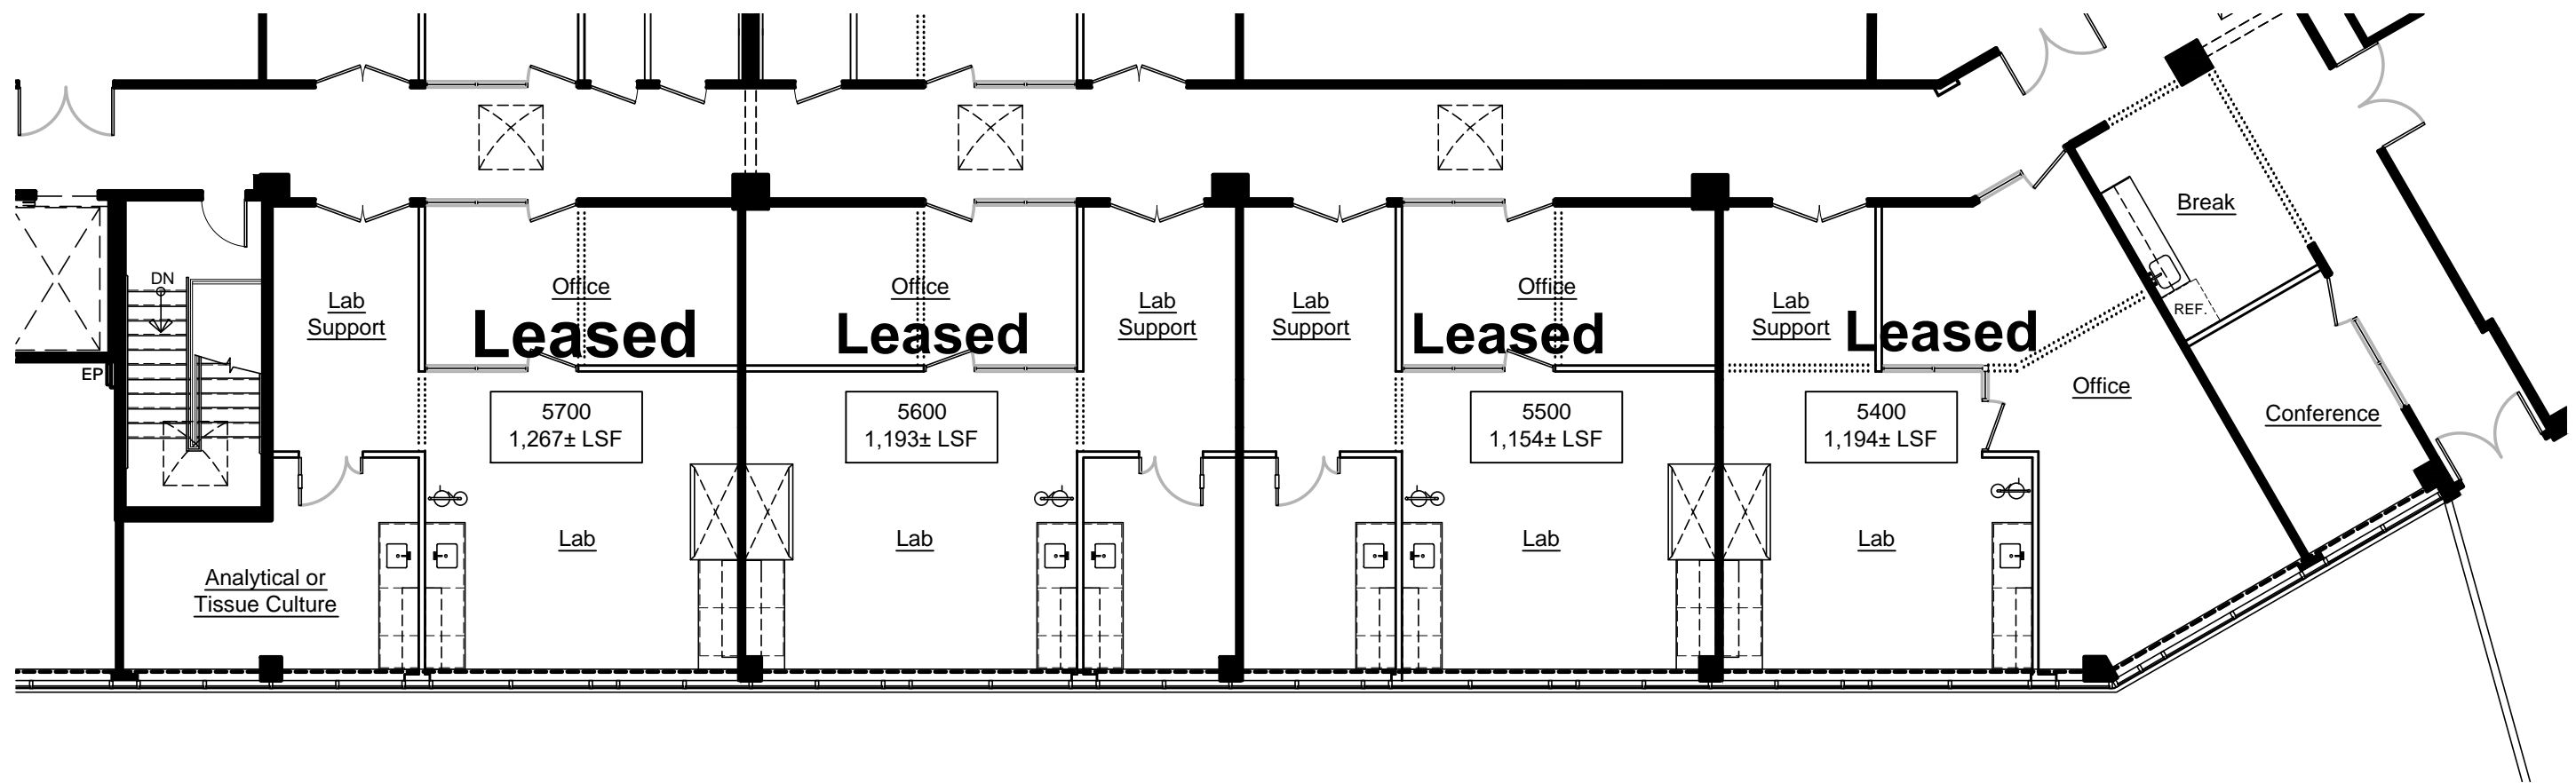 DN
EP
Lab
Support
Office
Leased
5700
1,267± LSF
Lab
Analytical or
Tissue Culture
Office
Leased
5600
1,193± LSF
Lab
Lab
Support
Lab
Support
Office
Leased
5500
1,154± LSF
Lab
Lab
Support
Leased
5400
1,194± LSF
Lab
Office
Break
REF.
Conference